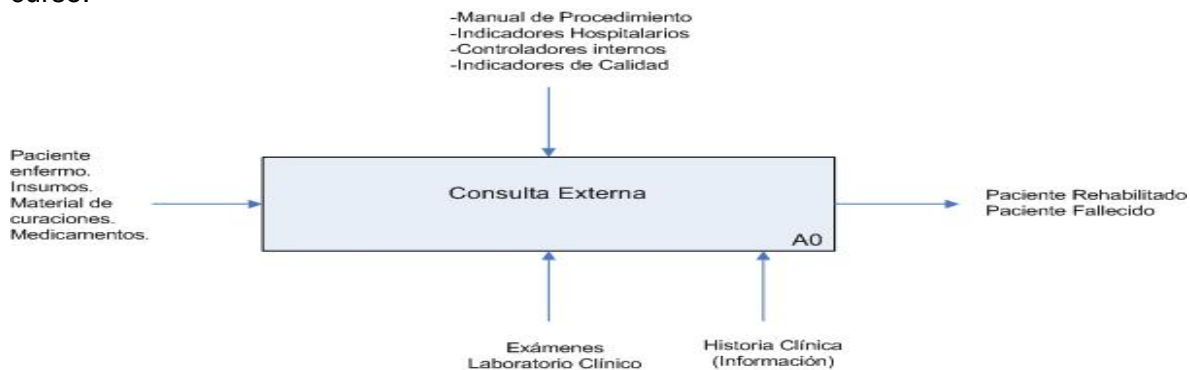 -Manual de Procedimiento
-Indicadores Hospitalarios
-Controladores internos
-Indicadores de Calidad
Paciente
enfermo.
Insumos.
Material de
curaciones.
Medicamentos.
Consulta Externa
A0
Paciente Rehabilitado
Paciente Fallecido
Exámenes
Laboratorio Clínico
Historia Clínica
(Información)